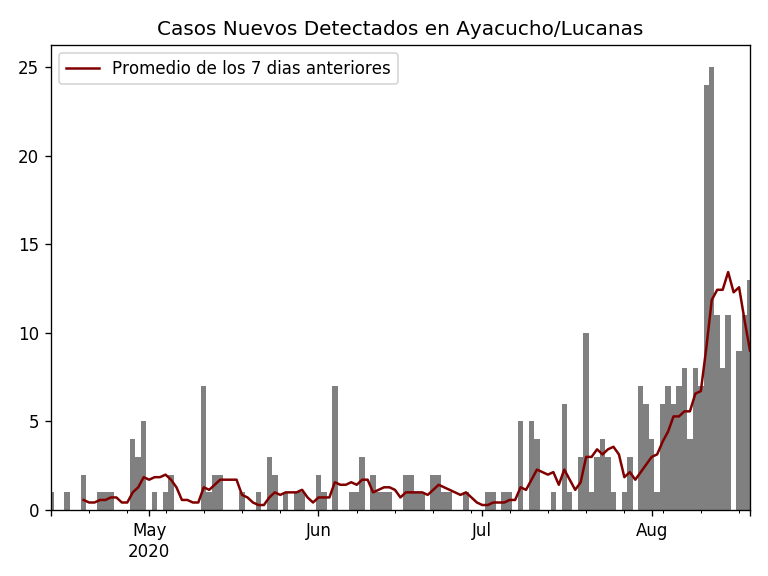 Casos Nuevos Detectados en Ayacucho/Lucanas
Promedio de los 7 dias anteriores
25
20
15
10
5
0
May Jun Jul Aug
2020